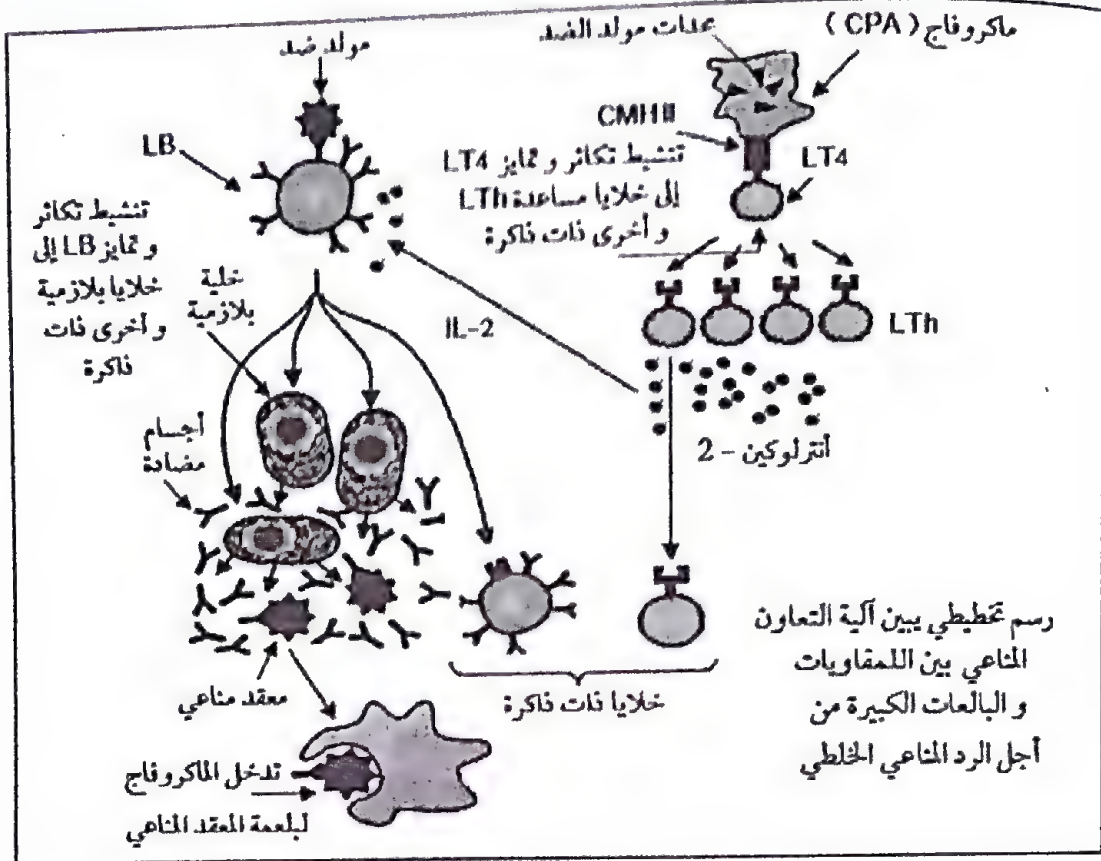 مولد ضد
محددات مولد الضد
ماكروفاج (CPA)
CMHII
LT4
LB
تنشيط تكاثر و تمايز LT4
إلى خلايا مساعدة LTh
و أخرى ذات ذاكرة
تنشيط تكاثر
و تمايز LB إلى
خلايا بلازمية
و أخرى ذات
ذاكرة
خلية
بلازمية
IL-2
LTh
أنترلوكين - 2
أجسام
مضادة
معقد مناعي
خلايا ذات ذاكرة
تدخل الماكروفاج
لبلعمة المعقد المناعي
رسم تخطيطي يبين آلية التعاون
المناعي بين اللمفاويات
و البالعات الكبيرة من
أجل الرد المناعي الخلطي